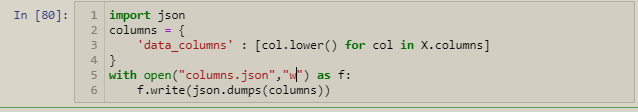 In [80]:
1 import json
2 columns = {
3     'data_columns' : [col.lower() for col in X.columns]
4 }
5 with open("columns.json","w") as f:
6     f.write(json.dumps(columns))